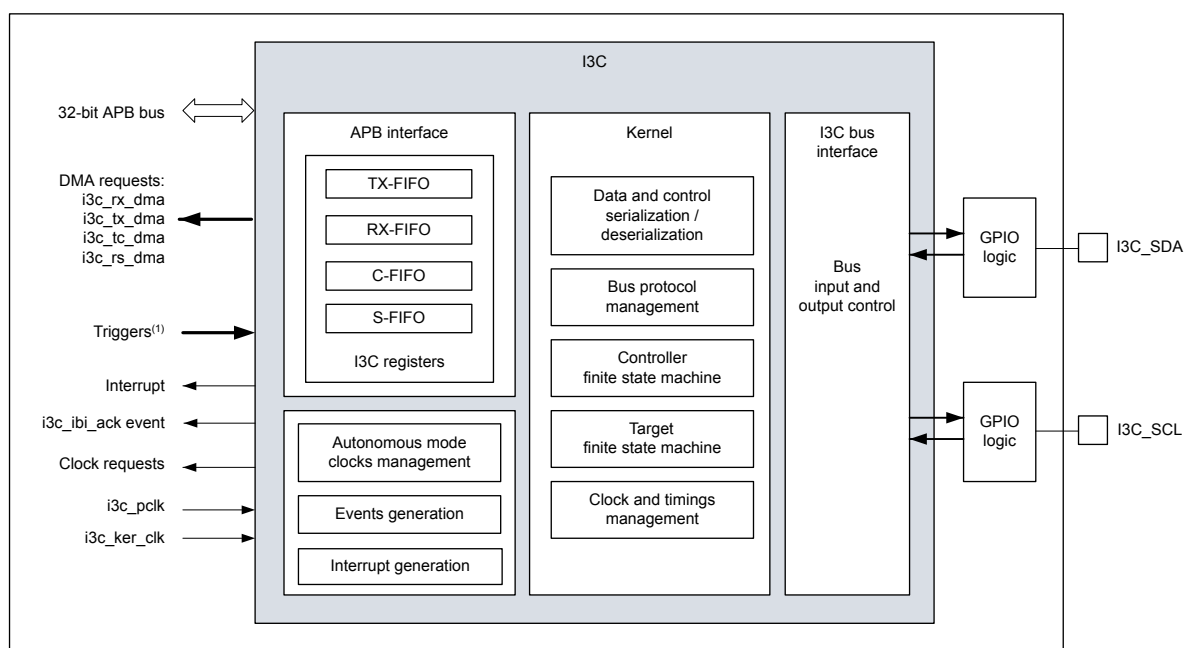 I3C
32-bit APB bus
DMA requests:
i3c_rx_dma
i3c_tx_dma
i3c_tc_dma
i3c_rs_dma
Triggers(1)
Interrupt
i3c_ibi_ack event
Clock requests
i3c_pclk
i3c_ker_clk
APB interface
TX-FIFO
RX-FIFO
C-FIFO
S-FIFO
I3C registers
Autonomous mode
clocks management
Events generation
Interrupt generation
Kernel
Data and control
serialization /
deserialization
Bus protocol
management
Controller
finite state machine
Target
finite state machine
Clock and timings
management
I3C bus
interface
Bus
input and
output control
GPIO
logic
I3C_SDA
GPIO
logic
I3C_SCL